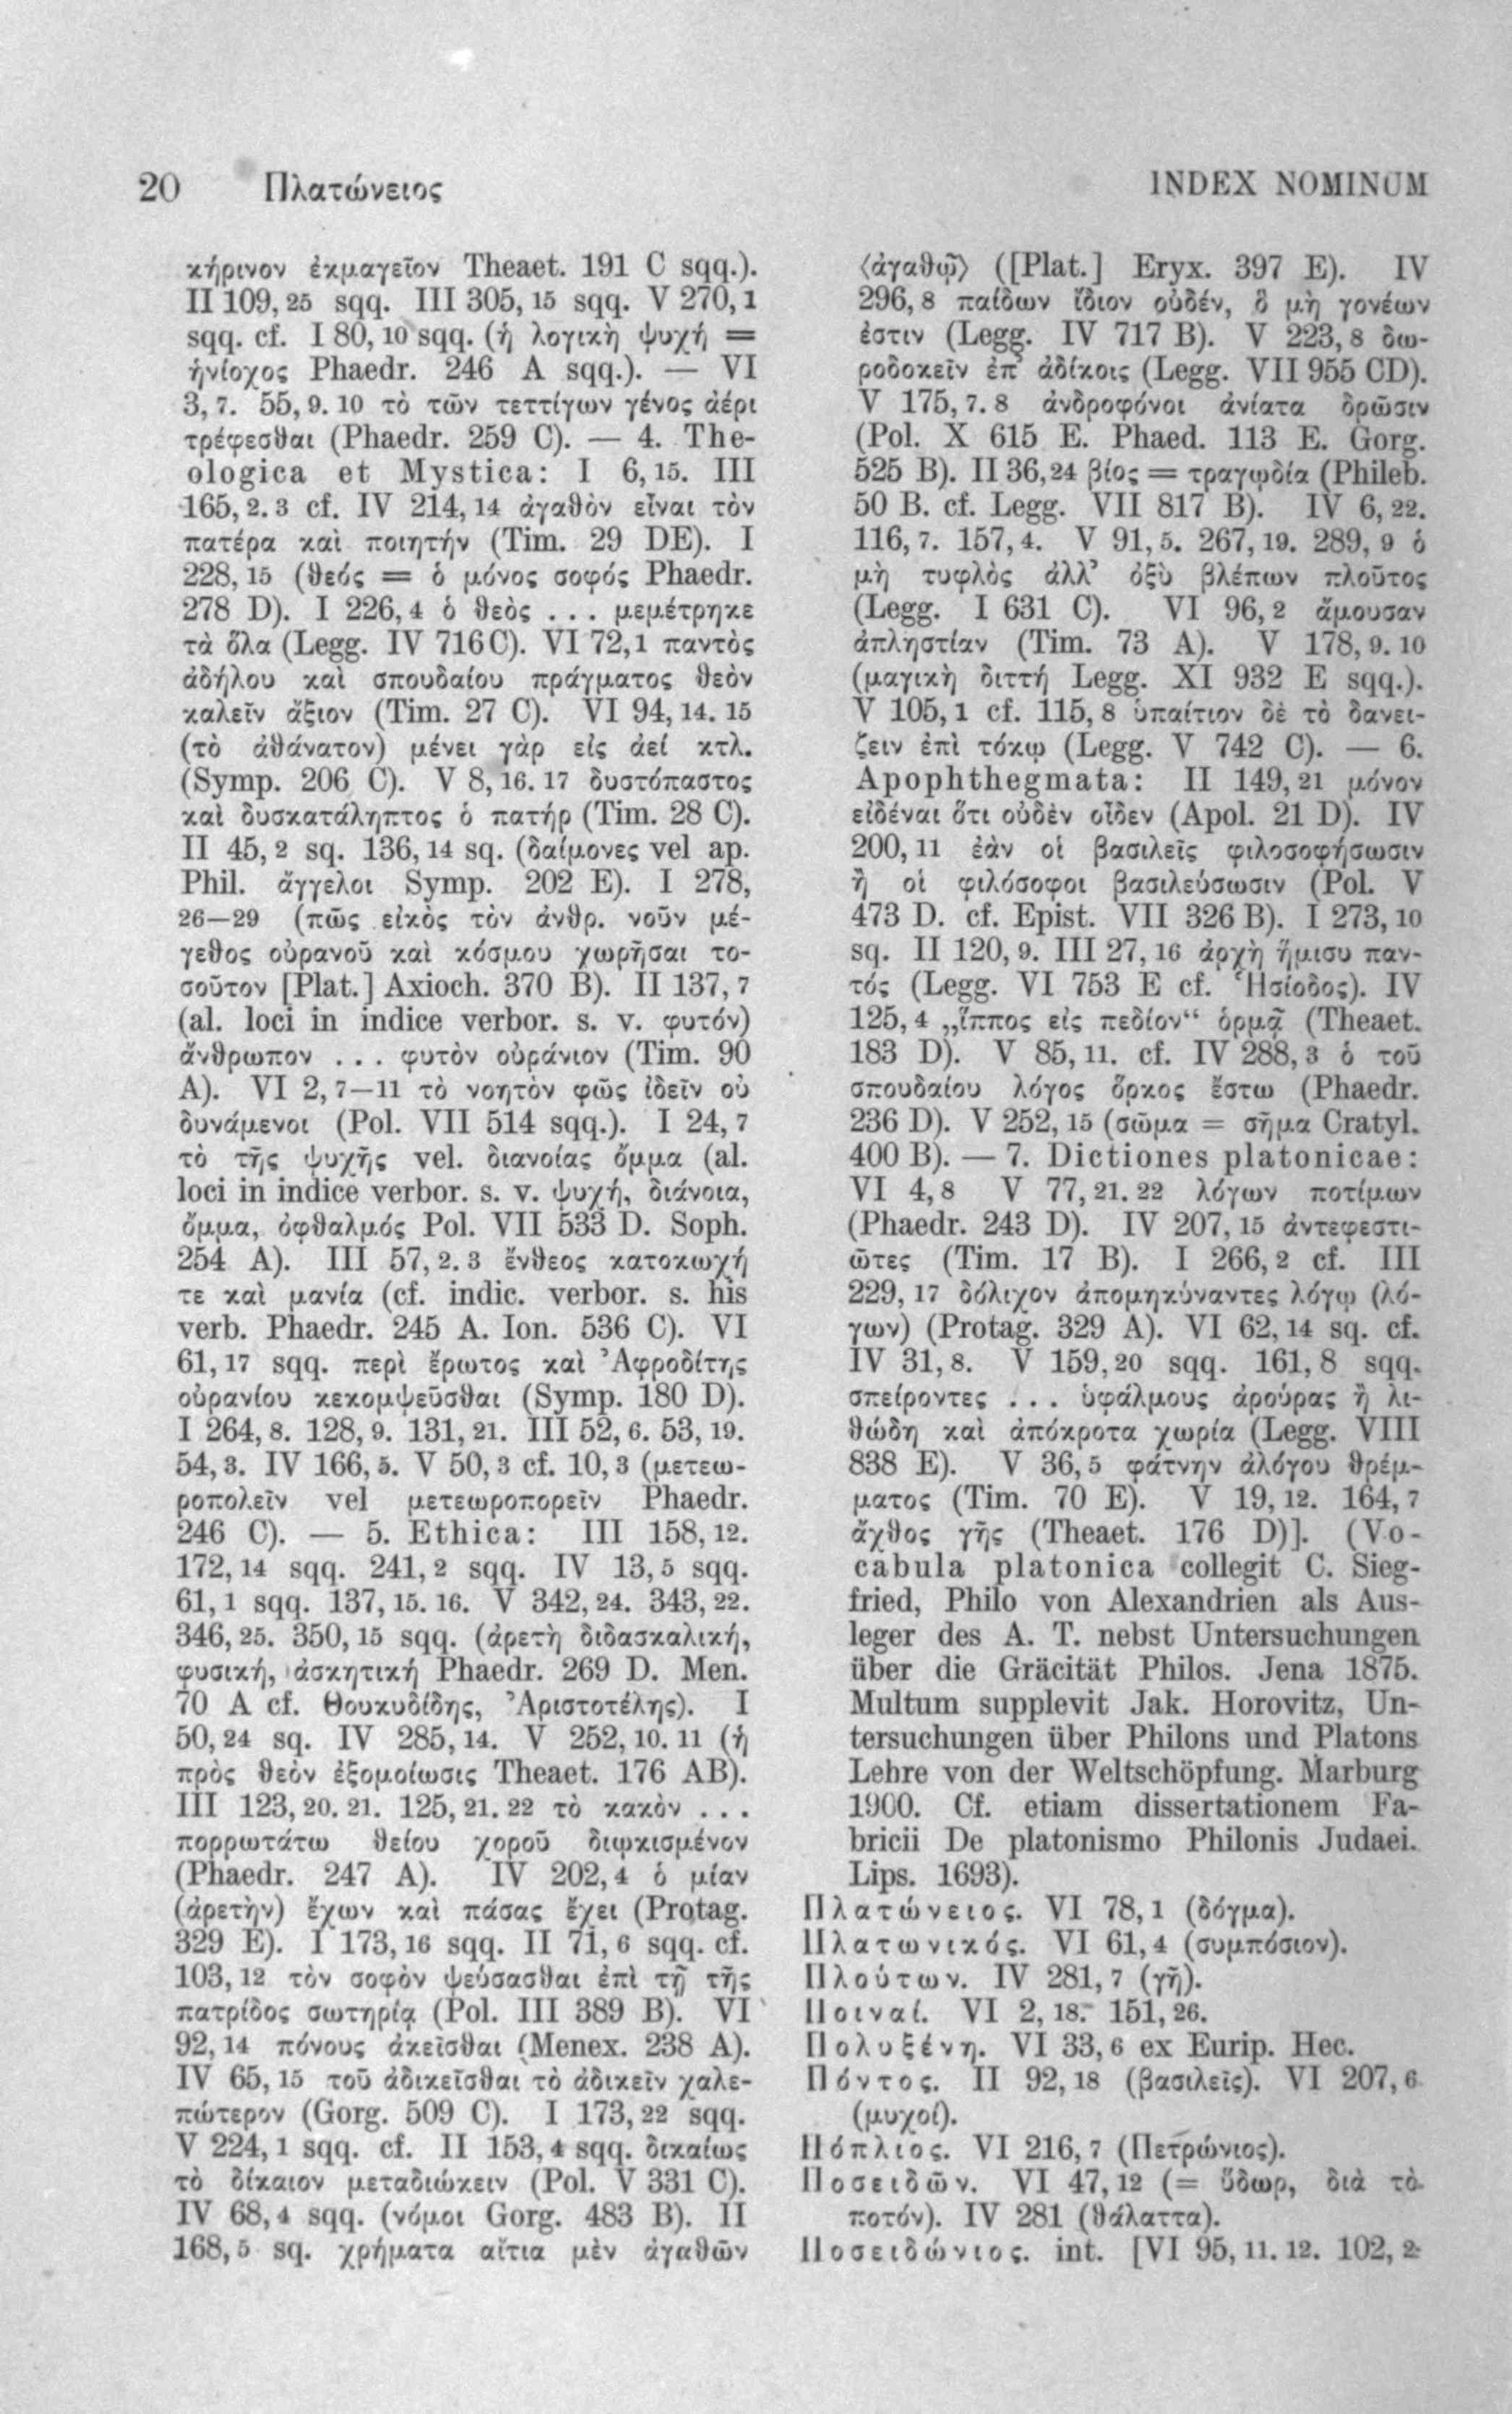 20 Πλατώνειος
INDEX NOMINUM
κήρινον ἐκμαγεῖον Theaet. 191 C sqq.).
II 109, 25 sqq. III 305, 15 sqq. V 270, 1
sqq. cf. I 80, 10 sqq. (ἡ λογικὴ ψυχή =
ἡνίοχος Phaedr. 246 A sqq.). — VI
3, 7. 55, 9. 10 τὸ τῶν τεττίγων γένος ἀέρι
τρέφεσθαι (Phaedr. 259 C). — 4. The-
ologica et Mystica: I 6, 15. III
165, 2. 3 cf. IV 214, 14 ἀγαθὸν εἶναι τὸν
πατέρα καὶ ποιητήν (Tim. 29 DE). I
228, 15 (θεός = ὁ μόνος σοφός Phaedr.
278 D). I 226, 4 ὁ θεὸς . . . μεμέτρηκε
τὰ ὅλα (Legg. IV 716 C). VI 72, 1 παντὸς
ἀδήλου καὶ σπουδαίου πράγματος θεὸν
καλεῖν ἄξιον (Tim. 27 C). VI 94, 14. 15
(τὸ ἀθάνατον) μένει γὰρ εἰς ἀεί κτλ.
(Symp. 206 C). V 8, 16. 17 δυστόπαστος
καὶ δυσκατάληπτος ὁ πατήρ (Tim. 28 C).
II 45, 2 sq. 136, 14 sq. (δαίμονες vel ap.
Phil. ἄγγελοι Symp. 202 E). I 278,
26—29 (πῶς εἰκὸς τὸν ἀνθρ. νοῦν μέ-
γεθος οὐρανοῦ καὶ κόσμου χωρῆσαι το-
σοῦτον [Plat.] Axioch. 370 B). II 137, 7
(al. loci in indice verbor. s. v. φυτόν)
ἄνθρωπον . . . φυτὸν οὐράνιον (Tim. 90
A). VI 2, 7—11 τὸ νοητὸν φῶς ἰδεῖν οὐ
δυνάμενοι (Pol. VII 514 sqq.). I 24, 7
τὸ τῆς ψυχῆς vel. διανοίας ὄμμα (al.
loci in indice verbor. s. v. ψυχή, διάνοια,
ὄμμα, ὀφθαλμός Pol. VII 533 D. Soph.
254 A). III 57, 2. 3 ἔνθεος κατοκωχή
τε καὶ μανία (cf. indic. verbor. s. his
verb. Phaedr. 245 A. Ion. 536 C). VI
61, 17 sqq. περὶ ἔρωτος καὶ Ἀφροδίτης
οὐρανίου κεκομψεῦσθαι (Symp. 180 D).
I 264, 8. 128, 9. 131, 21. III 52, 6. 53, 19.
54, 3. IV 166, 5. V 50, 3 cf. 10, 3 (μετεω-
ροπολεῖν vel μετεωροπορεῖν Phaedr.
246 C). — 5. Ethica: III 158, 12.
172, 14 sqq. 241, 2 sqq. IV 13, 5 sqq.
61, 1 sqq. 137, 15. 16. V 342, 24. 343, 22.
346, 25. 350, 15 sqq. (ἀρετὴ διδασκαλική,
φυσική, ἀσκητική Phaedr. 269 D. Men.
70 A cf. Θουκυδίδης, Ἀριστοτέλης). I
50, 24 sq. IV 285, 14. V 252, 10. 11 (ἡ
πρὸς θεὸν ἐξομοίωσις Theaet. 176 AB).
III 123, 20. 21. 125, 21. 22 τὸ κακὸν . . .
πορρωτάτω θείου χοροῦ διῳκισμένον
(Phaedr. 247 A). IV 202, 4 ὁ μίαν
(ἀρετὴν) ἔχων καὶ πάσας ἔχει (Protag.
329 E). I 173, 16 sqq. II 71, 6 sqq. cf.
103, 12 τὸν σοφὸν ψεύσασθαι ἐπὶ τῇ τῆς
πατρίδος σωτηρίᾳ (Pol. III 389 B). VI
92, 14 πόνους ἀκεῖσθαι (Menex. 238 A).
IV 65, 15 τοῦ ἀδικεῖσθαι τὸ ἀδικεῖν χαλε-
πώτερον (Gorg. 509 C). I 173, 22 sqq.
V 224, 1 sqq. cf. II 153, 4 sqq. δικαίως
τὸ δίκαιον μεταδιώκειν (Pol. V 331 C).
IV 68, 4 sqq. (νόμοι Gorg. 483 B). II
168, 5 sq. χρήματα αἴτια μὲν ἀγαθῶν
⟨ἀγαθῷ⟩ ([Plat.] Eryx. 397 E). IV
296, 8 παίδων ἴδιον οὐδέν, ὃ μὴ γονέων
ἐστιν (Legg. IV 717 B). V 223, 8 δω-
ροδοκεῖν ἐπ’ ἀδίκοις (Legg. VII 955 CD).
V 175, 7. 8 ἀνδροφόνοι ἀνίατα δρῶσιν
(Pol. X 615 E. Phaed. 113 E. Gorg.
525 B). II 36, 24 βίος = τραγῳδία (Phileb.
50 B. cf. Legg. VII 817 B). IV 6, 22.
116, 7. 157, 4. V 91, 5. 267, 19. 289, 9 ὁ
μὴ τυφλὸς ἀλλ’ ὀξὺ βλέπων πλοῦτος
(Legg. I 631 C). VI 96, 2 ἄμουσαν
ἀπληστίαν (Tim. 73 A). V 178, 9. 10
(μαγικὴ διττή Legg. XI 932 E sqq.).
V 105, 1 cf. 115, 8 ὑπαίτιον δὲ τὸ δανει-
ζειν ἐπὶ τόκῳ (Legg. V 742 C). — 6.
Apophthegmata: II 149, 21 μόνον
εἰδέναι ὅτι οὐδὲν οἶδεν (Apol. 21 D). IV
200, 11 ἐὰν οἱ βασιλεῖς φιλοσοφήσωσιν
ἢ οἱ φιλόσοφοι βασιλεύσωσιν (Pol. V
473 D. cf. Epist. VII 326 B). I 273, 10
sq. II 120, 9. III 27, 16 ἀρχὴ ἥμισυ παν-
τός (Legg. VI 753 E cf. Ἡσίοδος). IV
125, 4 „ἵππος εἰς πεδίον“ ὁρμᾷ (Theaet.
183 D). V 85, 11. cf. IV 288, 3 ὁ τοῦ
σπουδαίου λόγος ὅρκος ἔστω (Phaedr.
236 D). V 252, 15 (σῶμα = σῆμα Cratyl.
400 B). — 7. Dictiones platonicae:
VI 4, 8 V 77, 21. 22 λόγων ποτίμων
(Phaedr. 243 D). IV 207, 15 ἀντεφεστι-
ῶτες (Tim. 17 B). I 266, 2 cf. III
229, 17 δόλιχον ἀπομηκύναντες λόγῳ (λό-
γων) (Protag. 329 A). VI 62, 14 sq. cf.
IV 31, 8. V 159, 20 sqq. 161, 8 sqq.
σπείροντες . . . ὑφάλμους ἀρούρας ἢ λι-
θώδη καὶ ἀπόκροτα χωρία (Legg. VIII
838 E). V 36, 5 φάτνην ἀλόγου θρέμ-
ματος (Tim. 70 E). V 19, 12. 164, 7
ἄχθος γῆς (Theaet. 176 D)]. (Vo-
cabula platonica collegit C. Sieg-
fried, Philo von Alexandrien als Aus-
leger des A. T. nebst Untersuchungen
über die Gräcität Philos. Jena 1875.
Multum supplevit Jak. Horovitz, Un-
tersuchungen über Philons und Platons
Lehre von der Weltschöpfung. Marburg
1900. Cf. etiam dissertationem Fa-
bricii De platonismo Philonis Judaei.
Lips. 1693).
Πλατώνειος. VI 78, 1 (δόγμα).
Πλατωνικός. VI 61, 4 (συμπόσιον).
Πλούτων. IV 281, 7 (γῆ).
Ποιναί. VI 2, 18. 151, 26.
Πολυξένη. VI 33, 6 ex Eurip. Hec.
Πόντος. II 92, 18 (βασιλεῖς). VI 207, 6
(μυχοί).
Πόπλιος. VI 216, 7 (Πετρώνιος).
Ποσειδῶν. VI 47, 12 (= ὕδωρ, διὰ τὸ
ποτόν). IV 281 (θάλαττα).
Ποσειδώνιος. int. [VI 95, 11. 12. 102, 2